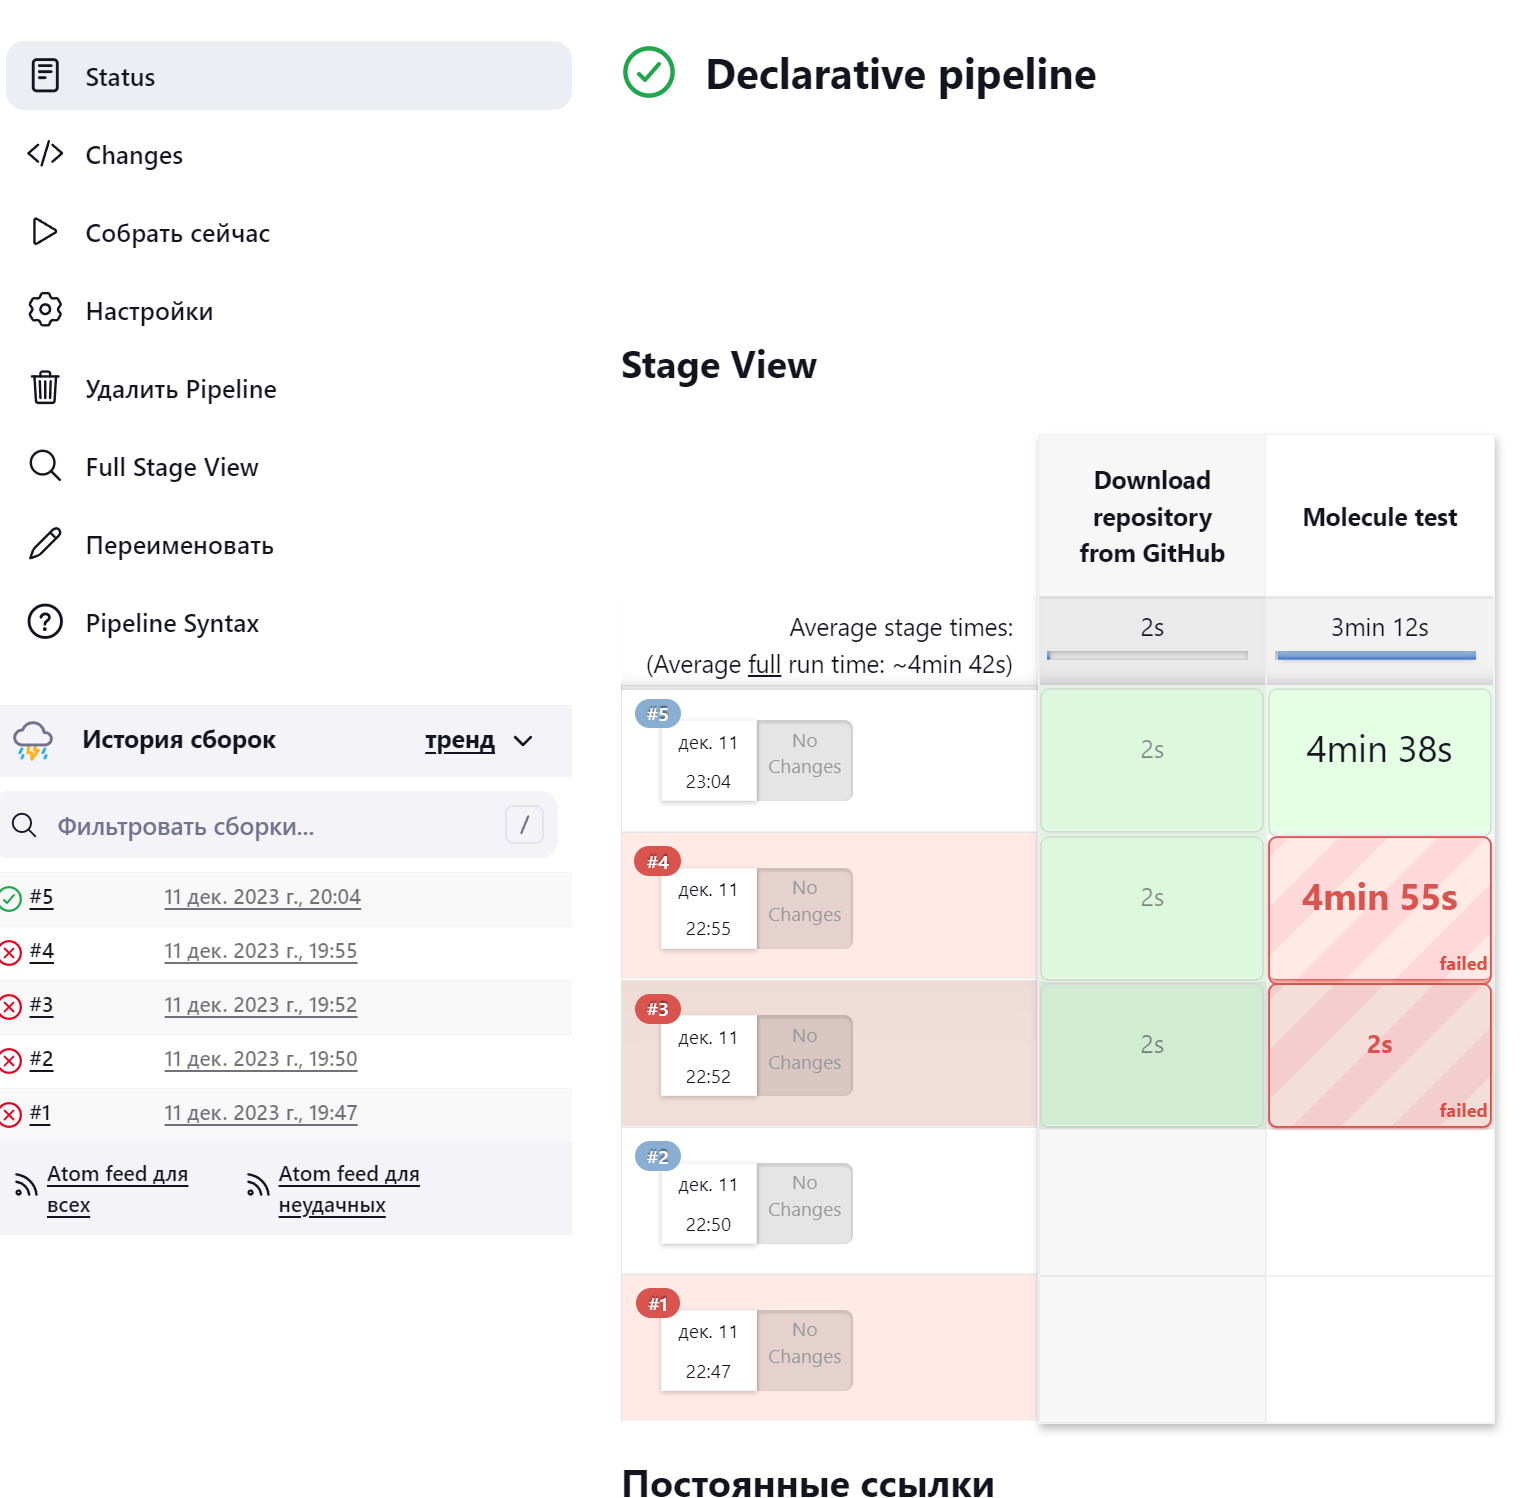 Status
Changes
Собрать сейчас
Настройки
Удалить Pipeline
Full Stage View
Переименовать
Pipeline Syntax
История сборок
тренд
Фильтровать сборки...
/
#5 11 дек. 2023 г., 20:04
#4 11 дек. 2023 г., 19:55
#3 11 дек. 2023 г., 19:52
#2 11 дек. 2023 г., 19:50
#1 11 дек. 2023 г., 19:47
Atom feed для
всех
Atom feed для
неудачных
Declarative pipeline
Stage View
Download
repository
from GitHub
Molecule test
Average stage times:
(Average full run time: ~4min 42s)
2s
3min 12s
#5
дек. 11
23:04
No
Changes
2s
4min 38s
#4
дек. 11
22:55
No
Changes
2s
4min 55s
failed
#3
дек. 11
22:52
No
Changes
2s
2s
failed
#2
дек. 11
22:50
No
Changes
#1
дек. 11
22:47
No
Changes
Постоянные ссылки